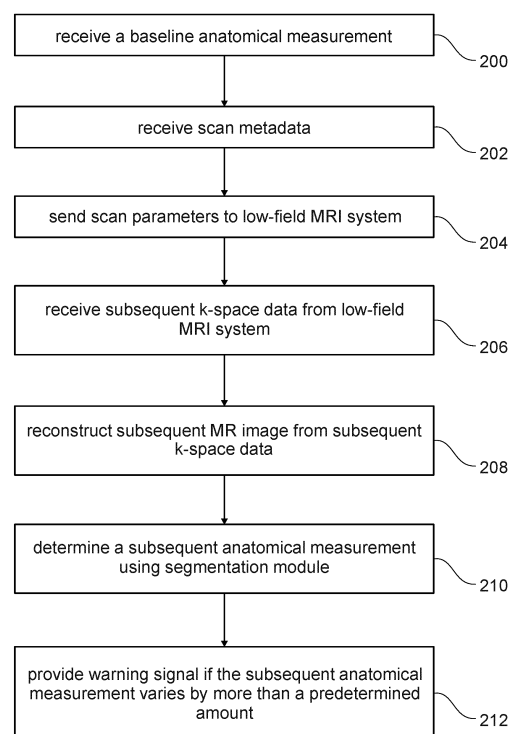 receive a baseline anatomical measurement
200
receive scan metadata
202
send scan parameters to low-field MRI system
204
receive subsequent k-space data from low-field
MRI system
206
reconstruct subsequent MR image from subsequent
k-space data
208
determine a subsequent anatomical measurement
using segmentation module
210
provide warning signal if the subsequent anatomical
measurement varies by more than a predetermined
amount
212